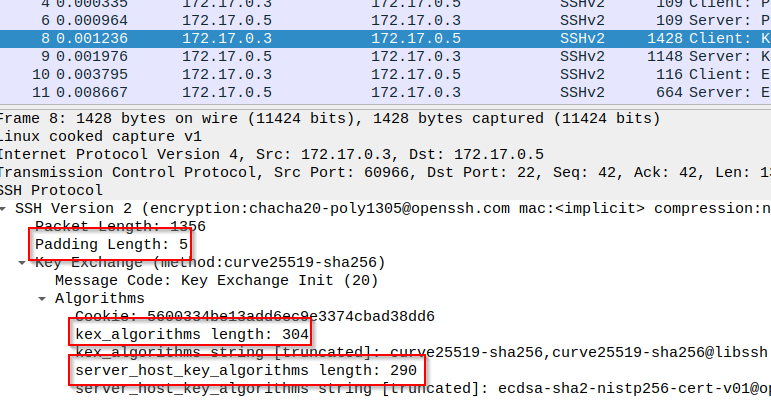 4 0.000335 172.17.0.5 172.17.0.3 SSHv2 109 Client: P
6 0.000964 172.17.0.5 172.17.0.3 SSHv2 109 Server: P
8 0.001236 172.17.0.3 172.17.0.5 SSHv2 1428 Client: K
9 0.001976 172.17.0.5 172.17.0.3 SSHv2 1148 Server: K
10 0.003795 172.17.0.3 172.17.0.5 SSHv2 116 Client: E
11 0.008667 172.17.0.5 172.17.0.3 SSHv2 664 Server: E
Frame 8: 1428 bytes on wire (11424 bits), 1428 bytes captured (11424 bits)
Linux cooked capture v1
Internet Protocol Version 4, Src: 172.17.0.3, Dst: 172.17.0.5
Transmission Control Protocol, Src Port: 60966, Dst Port: 22, Seq: 42, Ack: 42, Len: 13
SSH Protocol
SSH Version 2 (encryption:chacha20-poly1305@openssh.com mac:<implicit> compression:n
Packet Length: 1356
Padding Length: 5
Key Exchange (method:curve25519-sha256)
Message Code: Key Exchange Init (20)
Algorithms
Cookie: 5600334be13add6ec9e3374cbad38dd6
kex_algorithms length: 304
kex_algorithms string [truncated]: curve25519-sha256,curve25519-sha256@libssh
server_host_key_algorithms length: 290
server_host_key_algorithms string [truncated]: ecdsa-sha2-nistp256-cert-v01@op